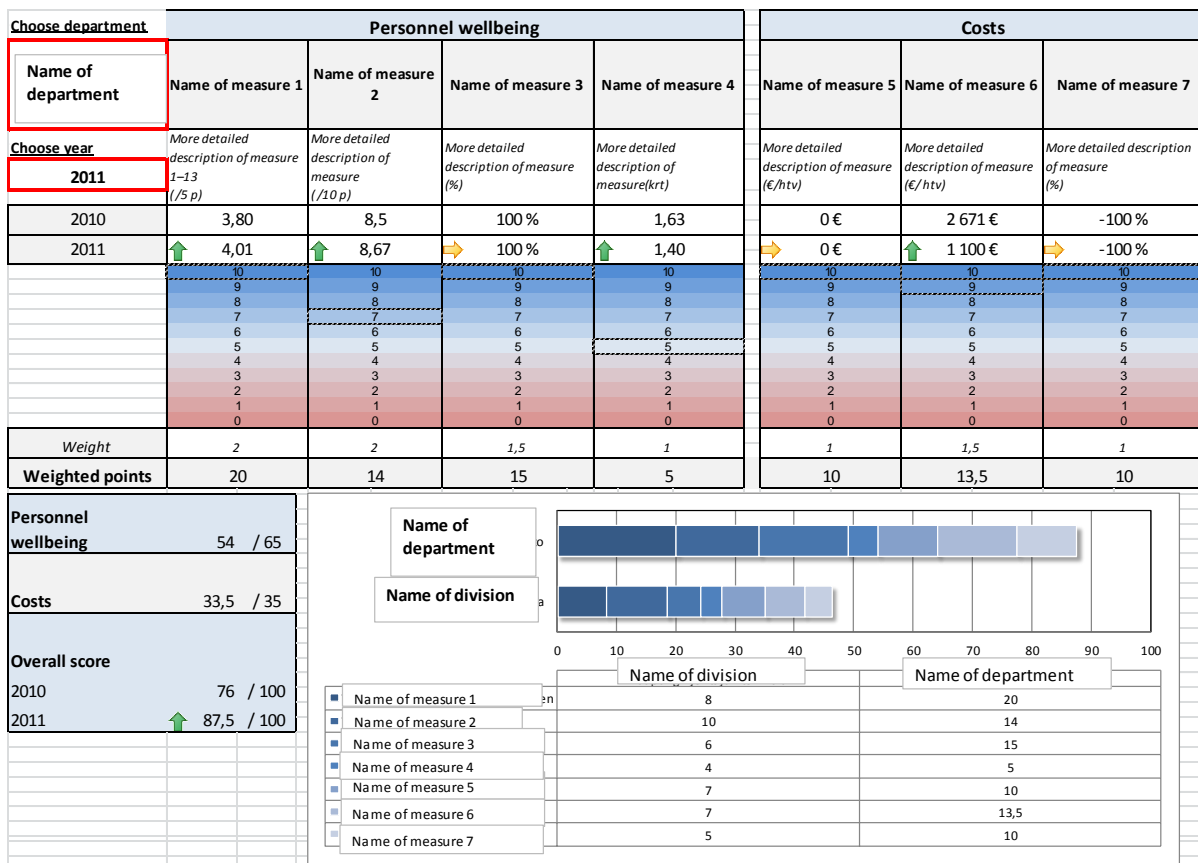 Choose department
Personnel wellbeing
Costs
Name of
department
Name of measure 1
Name of measure
2
Name of measure 3
Name of measure 4
Name of measure 5
Name of measure 6
Name of measure 7
Choose year
2011
More detailed
description of measure
1–13
(/5 p)
More detailed
description of
measure
(/10 p)
More detailed
description of measure
(%)
More detailed
description of
measure(krt)
More detailed
description of measure
(€/htv)
More detailed
description of measure
(€/ htv)
More detailed description
of measure
(%)
2010 3,80 8,5 100 % 1,63 0 € 2 671 € -100 %
2011 4,01 8,67 100 % 1,40 0 € 1 100 € -100 %
10 10 10 10 10 10 10
9 9 9 9 9 9 9
8 8 8 8 8 8 8
7 7 7 7 7 7 7
6 6 6 6 6 6 6
5 5 5 5 5 5 5
4 4 4 4 4 4 4
3 3 3 3 3 3 3
2 2 2 2 2 2 2
1 1 1 1 1 1 1
0 0 0 0 0 0 0
Weight 2 2 1,5 1 1 1,5 1
Weighted points 20 14 15 5 10 13,5 10
Personnel
wellbeing 54 / 65
Costs 33,5 / 35
Overall score
2010 76 / 100
2011 87,5 / 100
Name of
department
o
Name of division
a
0 10 20 30 40 50 60 70 80 90 100
Name of division Name of department
Name of measure 1 en 8 20
Name of measure 2 10 14
Name of measure 3 6 15
Name of measure 4 4 5
Name of measure 5 7 10
Name of measure 6 7 13,5
Name of measure 7 5 10